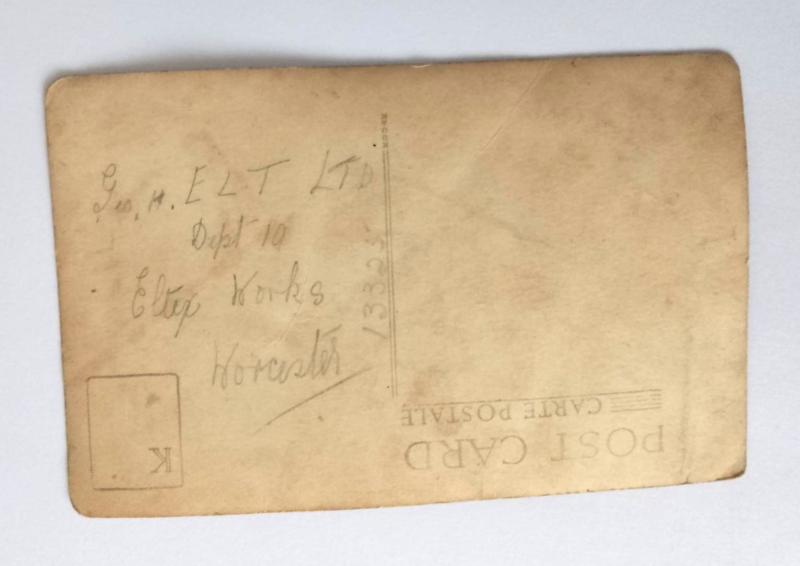 Geo. H. ELT LTD
Dept 10
Eltex Works
Worcester
13325
POST CARD
CARTE POSTALE
K